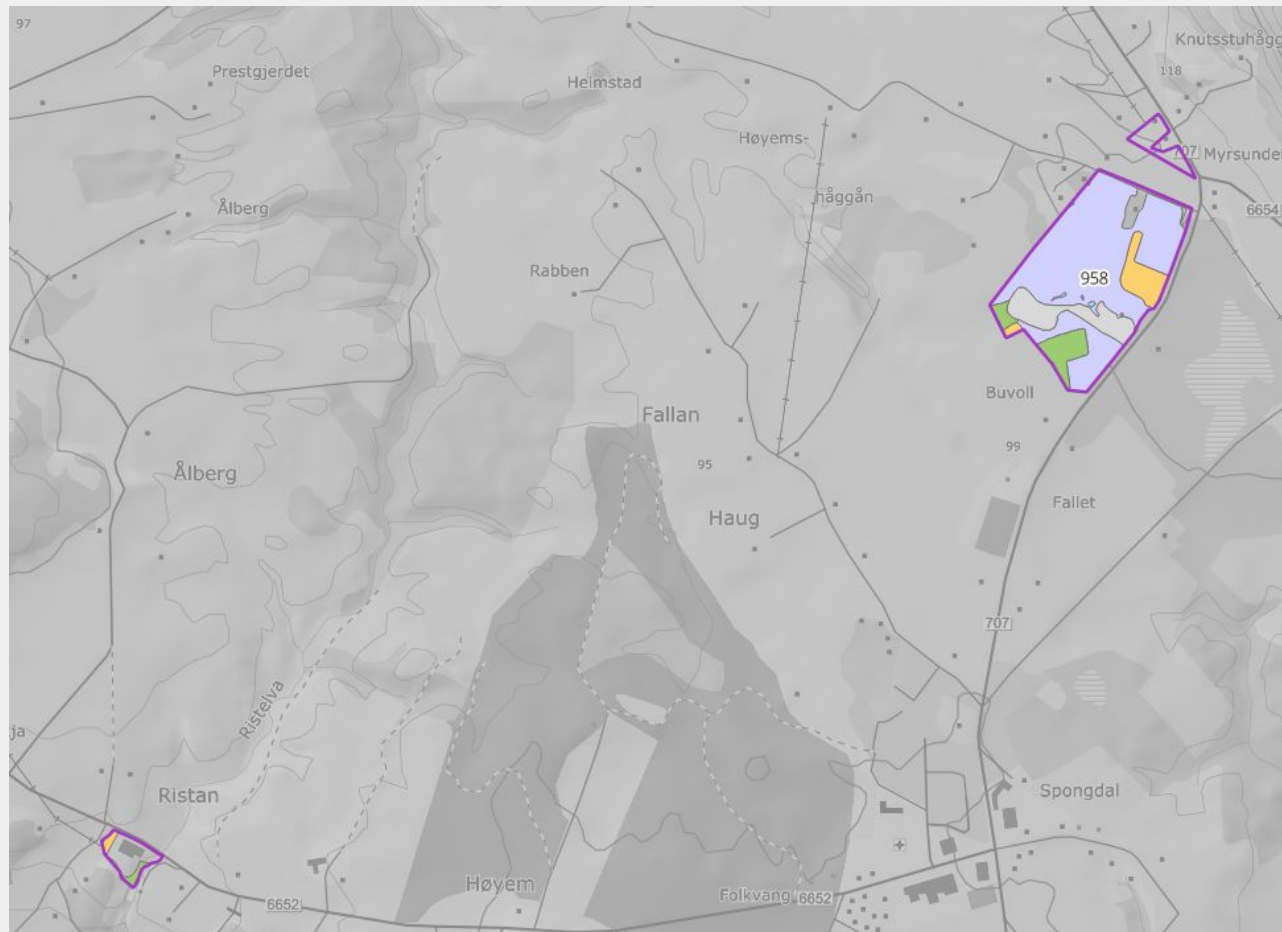 97
Knutsstuhågg
Prestgjerdet
118
Heimstad
Høyems-
707
Myrsundet
håggån
Ålberg
6654
Rabben
958
Buvoll
Fallan
99
95
Ålberg
Fallet
Haug
707
Ristelva
ja
Ristan
Spongdal
Høyem
Folkvang
6652
6652